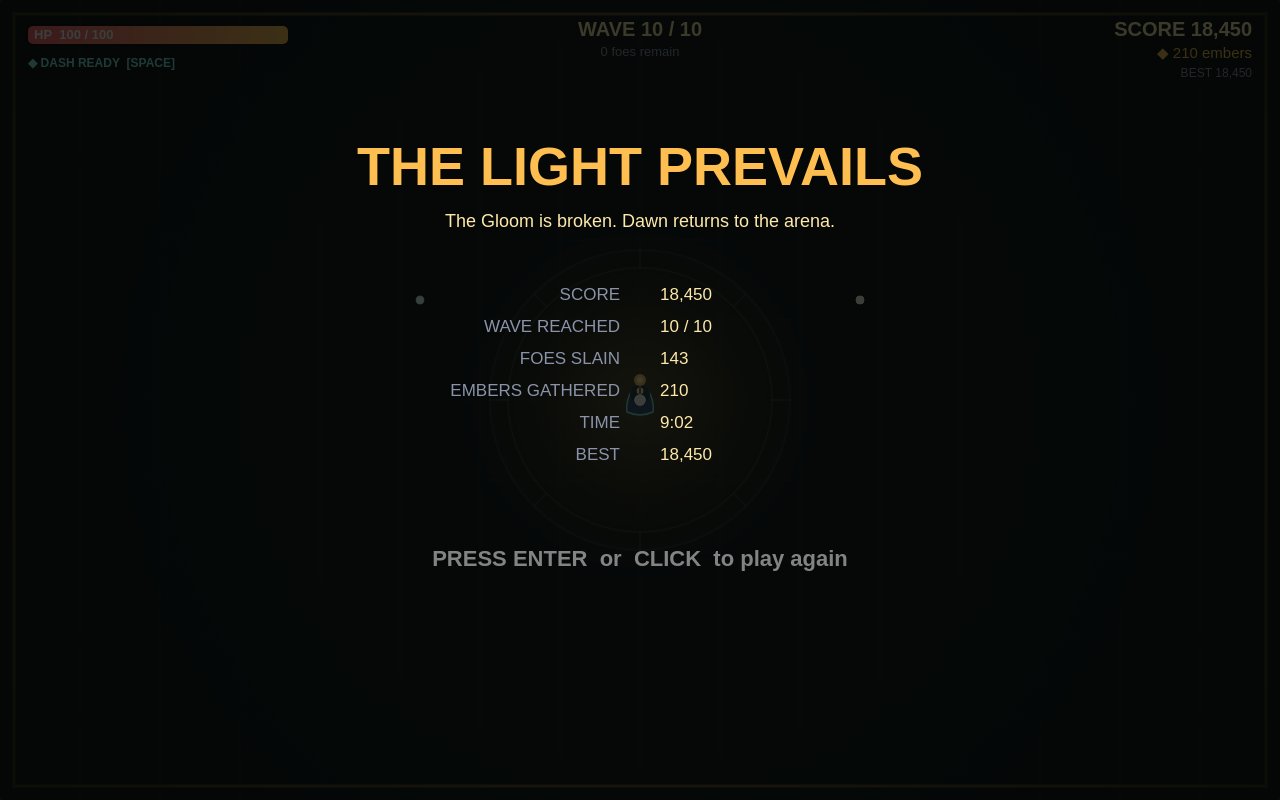 HP 100 / 100
◆ DASH READY [SPACE]
WAVE 10 / 10
0 foes remain
SCORE 18,450
◆ 210 embers
BEST 18,450
THE LIGHT PREVAILS
The Gloom is broken. Dawn returns to the arena.
SCORE 18,450
WAVE REACHED 10 / 10
FOES SLAIN 143
EMBERS GATHERED 210
TIME 9:02
BEST 18,450
PRESS ENTER or CLICK to play again